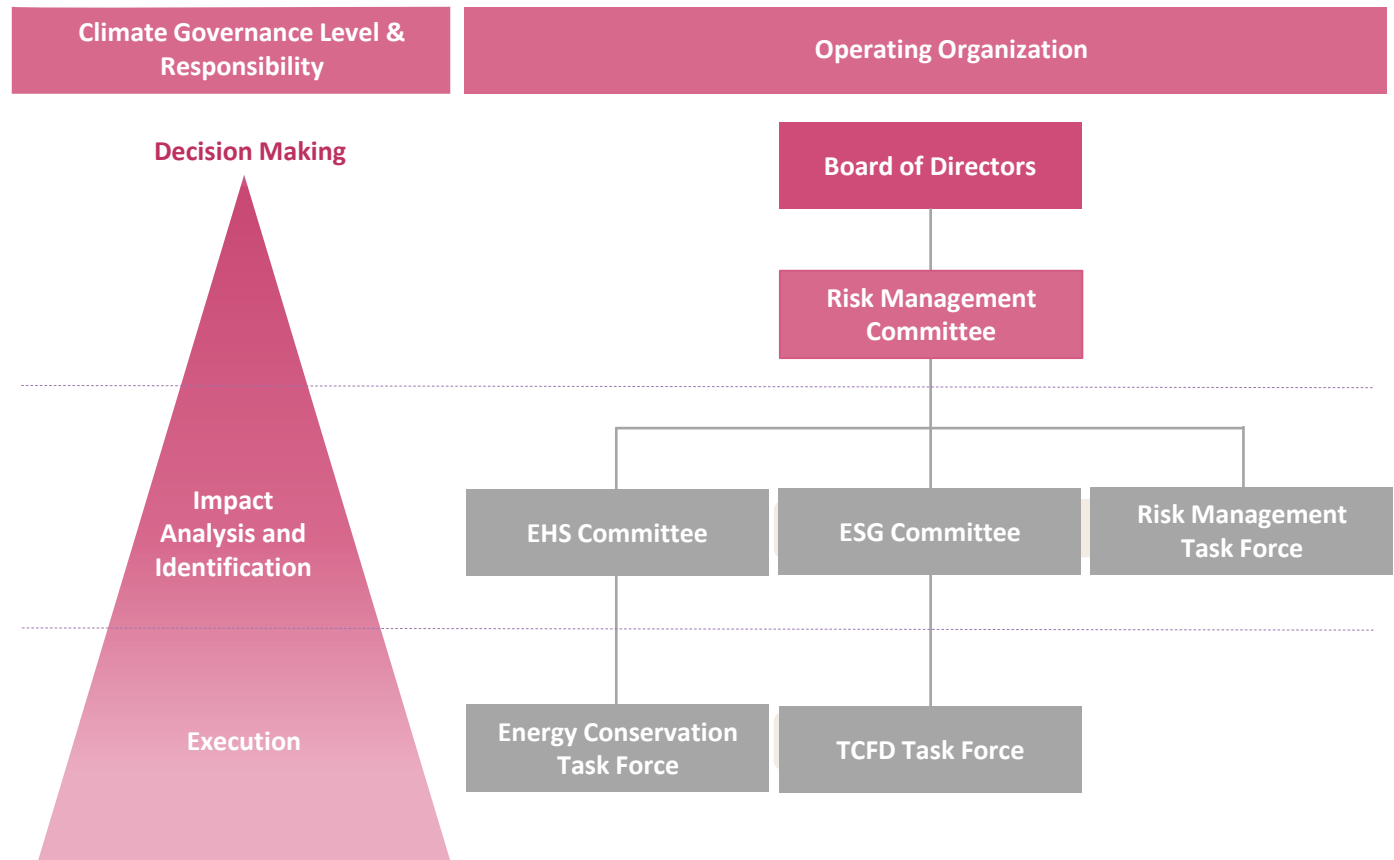 Climate Governance Level &
Responsibility
Operating Organization
Decision Making
Board of Directors
Risk Management
Committee
Impact
Analysis and
Identification
EHS Committee
ESG Committee
Risk Management
Task Force
Execution
Energy Conservation
Task Force
TCFD Task Force